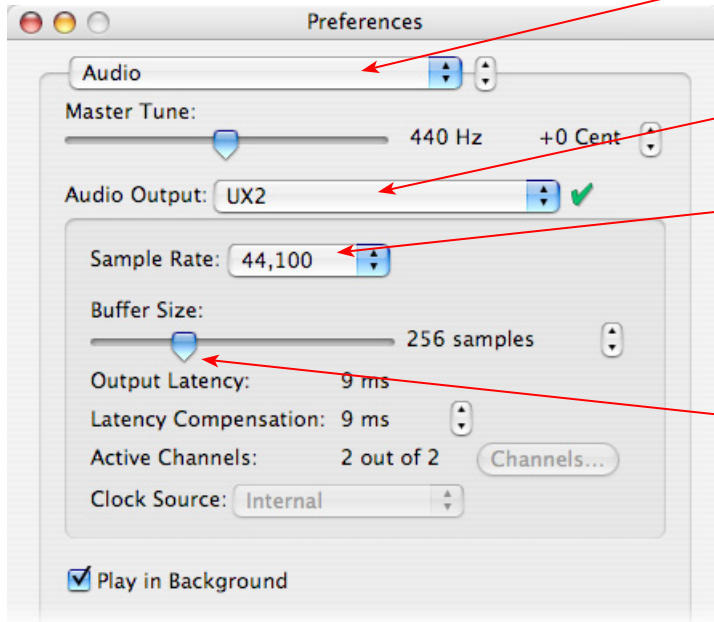 Preferences
Audio
Master Tune:
440 Hz +0 Cent
Audio Output: UX2
Sample Rate: 44,100
Buffer Size:
256 samples
Output Latency: 9 ms
Latency Compensation: 9 ms
Active Channels: 2 out of 2 Channels...
Clock Source: Internal
Play in Background